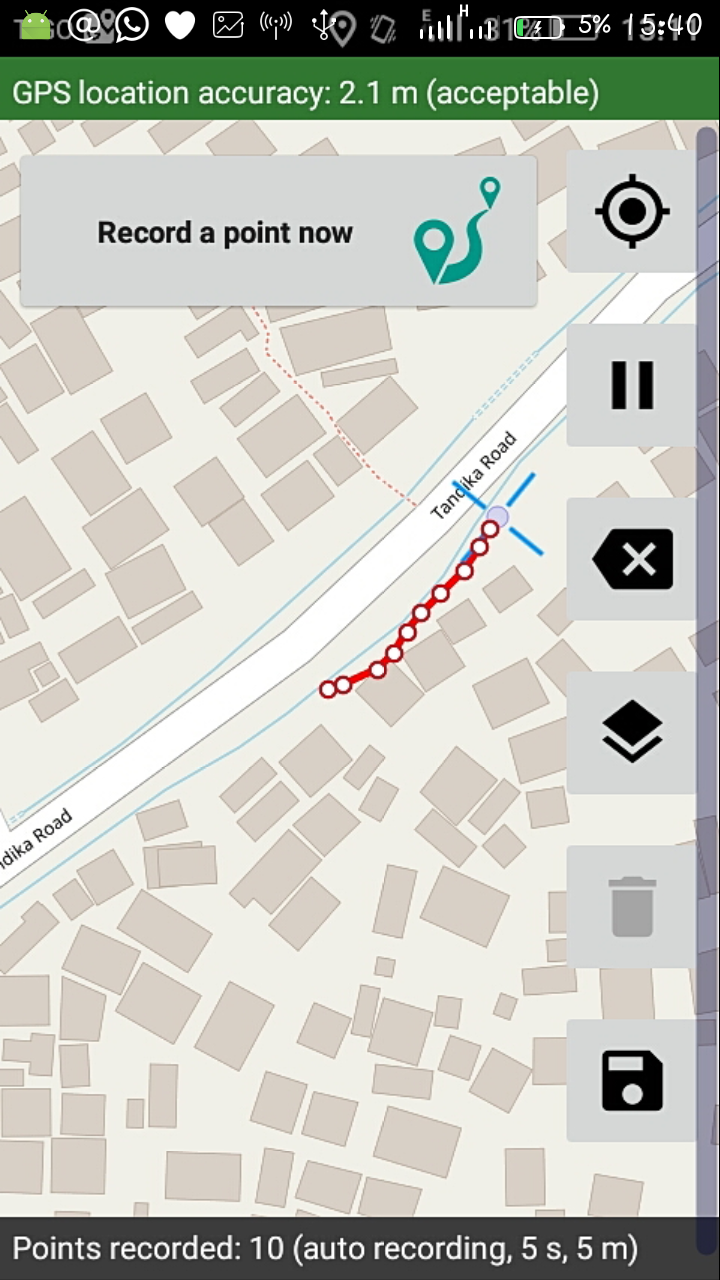 E H 5% 15:40
GPS location accuracy: 2.1 m (acceptable)
Record a point now
Tandika Road
dika Road
Points recorded: 10 (auto recording, 5 s, 5 m)